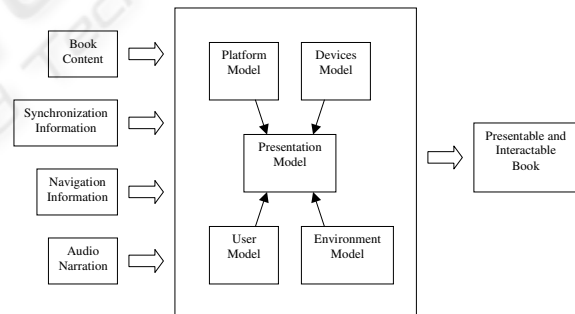 Book
Content
Synchronization
Information
Navigation
Information
Audio
Narration
Platform
Model
Devices
Model
Presentation
Model
User
Model
Environment
Model
Presentable and
Interactable
Book